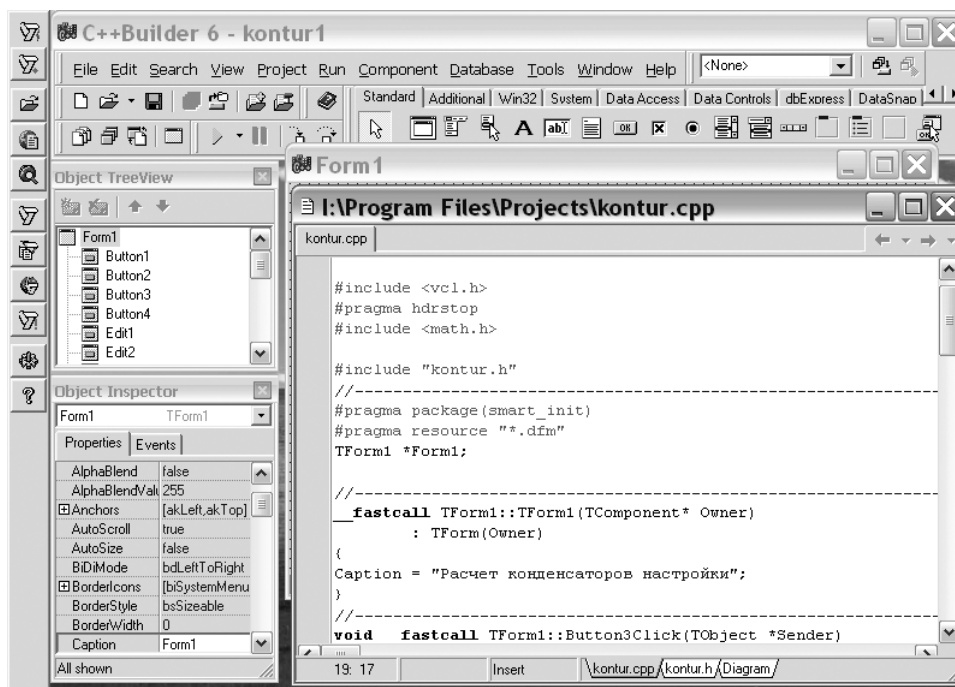 C++Builder 6 - kontur1
File Edit Search View Project Run Component Database Tools Window Help
<None>
Standard Additional Win32 System Data Access Data Controls dbExpress DataSnap
Form1
Object TreeView
Form1
Button1
Button2
Button3
Button4
Edit1
Edit2
Object Inspector
Form1 TForm1
Properties Events
AlphaBlend false
AlphaBlendValu 255
Anchors [akLeft,akTop]
AutoScroll true
AutoSize false
BiDiMode bdLeftToRight
BorderIcons [biSystemMenu
BorderStyle bsSizeable
BorderWidth 0
Caption Form1
All shown
I:\Program Files\Projects\kontur.cpp
kontur.cpp
#include <vcl.h>
#pragma hdrstop
#include <math.h>
#include "kontur.h"
//---------------------------------------------------------
#pragma package(smart_init)
#pragma resource "*.dfm"
TForm1 *Form1;
//---------------------------------------------------------
__fastcall TForm1::TForm1(TComponent* Owner)
: TForm(Owner)
{
Caption = "Расчет конденсаторов настройки";
}
//---------------------------------------------------------
void __fastcall TForm1::Button3Click(TObject *Sender)
19: 17 Insert \kontur.cpp/kontur.h/Diagram/